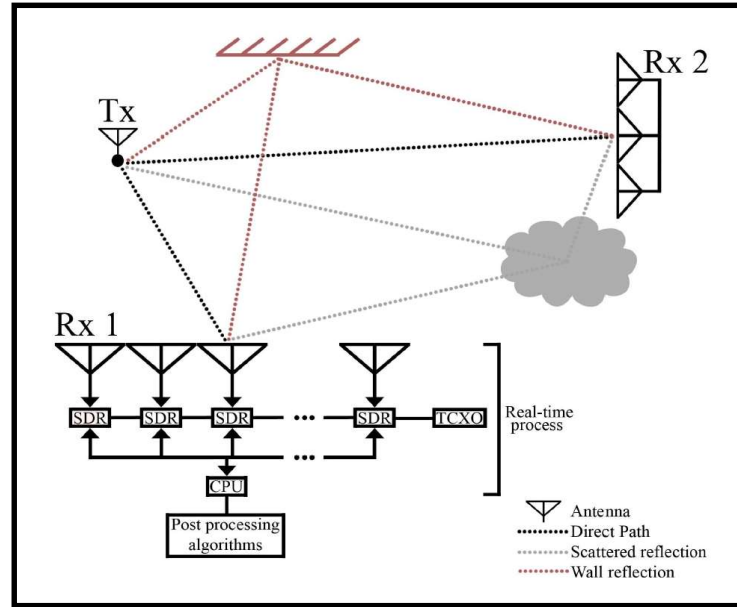 Rx 2
Tx
Rx 1
SDR SDR SDR ... SDR TCXO
...
CPU
Post processing
algorithms
Real-time
process
Antenna
Direct Path
Scattered reflection
Wall reflection